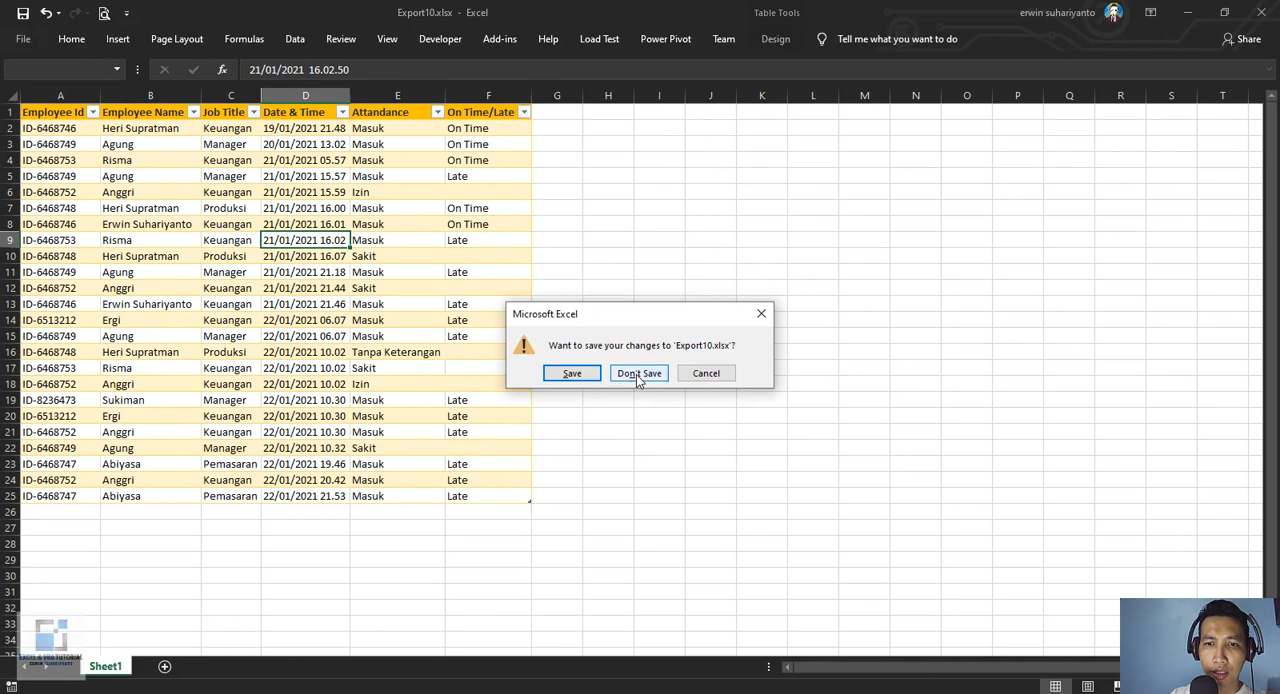 Export10.xlsx - Excel
Table Tools
erwin suhariyanto
File Home Insert Page Layout Formulas Data Review View Developer Add-ins Help Load Test Power Pivot Team Design Tell me what you want to do Share
fx 21/01/2021 16.02.50
A B C D E F G H I J K L M N O P Q R S T
1 Employee Id Employee Name Job Title Date & Time Attandance On Time/Late
2 ID-6468746 Heri Supratman Keuangan 19/01/2021 21.48 Masuk On Time
3 ID-6468749 Agung Manager 20/01/2021 13.02 Masuk On Time
4 ID-6468753 Risma Keuangan 21/01/2021 05.57 Masuk On Time
5 ID-6468749 Agung Manager 21/01/2021 15.57 Masuk Late
6 ID-6468752 Anggri Keuangan 21/01/2021 15.59 Izin
7 ID-6468748 Heri Supratman Produksi 21/01/2021 16.00 Masuk On Time
8 ID-6468746 Erwin Suhariyanto Keuangan 21/01/2021 16.01 Masuk On Time
9 ID-6468753 Risma Keuangan 21/01/2021 16.02 Masuk Late
10 ID-6468748 Heri Supratman Produksi 21/01/2021 16.07 Sakit
11 ID-6468749 Agung Manager 21/01/2021 21.18 Masuk Late
12 ID-6468752 Anggri Keuangan 21/01/2021 21.44 Sakit
13 ID-6468746 Erwin Suhariyanto Keuangan 21/01/2021 21.46 Masuk Late
14 ID-6513212 Ergi Keuangan 22/01/2021 06.07 Masuk Late
15 ID-6468749 Agung Manager 22/01/2021 06.07 Masuk Late
16 ID-6468748 Heri Supratman Produksi 22/01/2021 10.02 Tanpa Keterangan
17 ID-6468753 Risma Keuangan 22/01/2021 10.02 Sakit
18 ID-6468752 Anggri Keuangan 22/01/2021 10.02 Izin
19 ID-8236473 Sukiman Manager 22/01/2021 10.30 Masuk Late
20 ID-6513212 Ergi Keuangan 22/01/2021 10.30 Masuk Late
21 ID-6468752 Anggri Keuangan 22/01/2021 10.30 Masuk Late
22 ID-6468749 Agung Manager 22/01/2021 10.32 Sakit
23 ID-6468747 Abiyasa Pemasaran 22/01/2021 19.46 Masuk Late
24 ID-6468752 Anggri Keuangan 22/01/2021 20.42 Masuk Late
25 ID-6468747 Abiyasa Pemasaran 22/01/2021 21.53 Masuk Late
26
27
28
29
30
31
32
33
34
Microsoft Excel
Want to save your changes to 'Export10.xlsx'?
Save Don't Save Cancel
EXCEL & VBA TUTORIAL
Sheet1